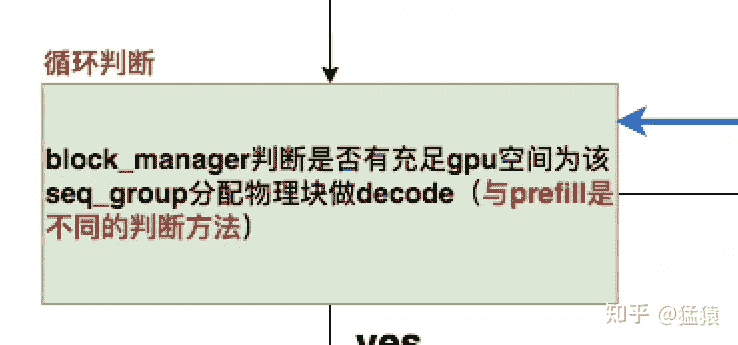 循环判断
block_manager判断是否有充足gpu空间为该
seq_group分配物理块做decode（与prefill是
不同的判断方法）
知乎 @猛猿
yes